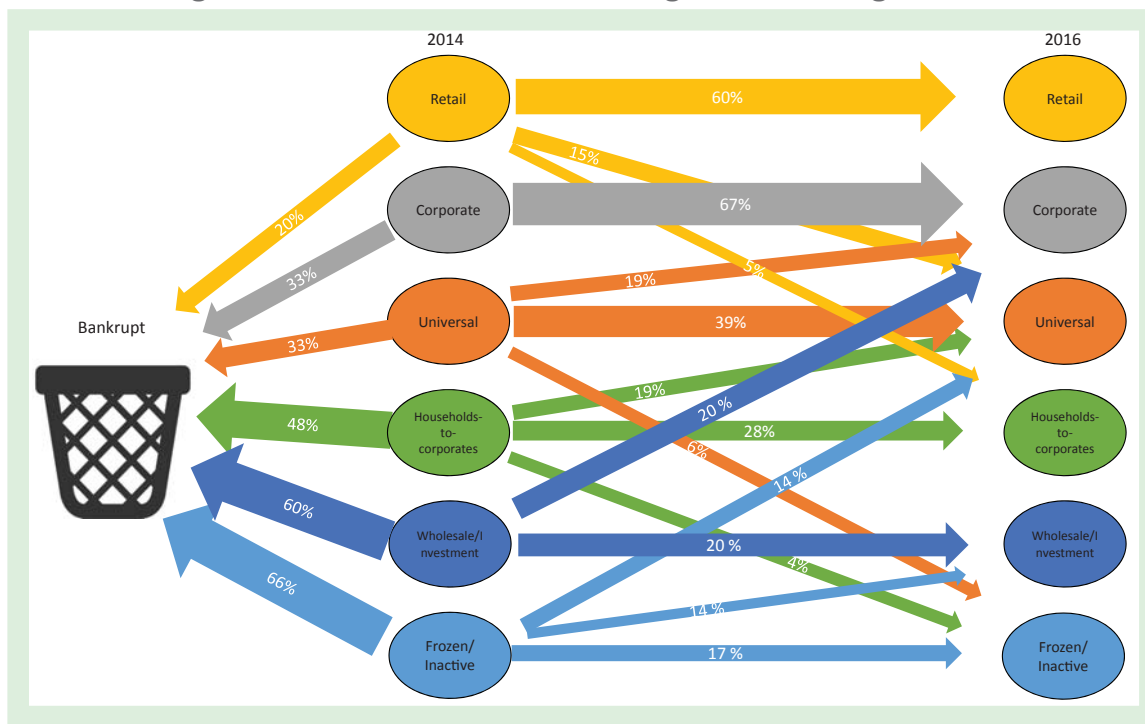 2014
2016
Retail
60%
Retail
15%
20%
Corporate
67%
Corporate
33%
5%
19%
Bankrupt
Universal
39%
Universal
33%
19%
20 %
48%
Households-
to-
corporates
28%
Households-
to-
corporates
6%
14 %
60%
Wholesale/I
nvestment
20 %
Wholesale/I
nvestment
4%
66%
14 %
Frozen/
Inactive
17 %
Frozen/
Inactive